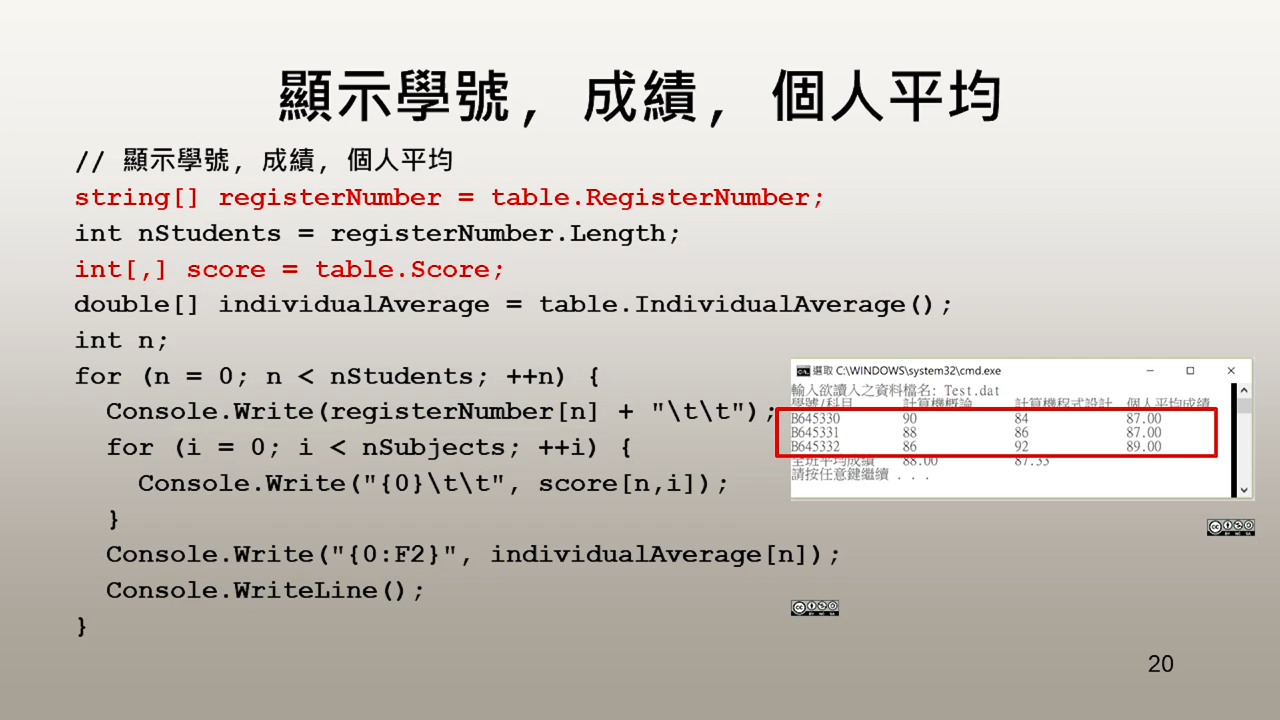 顯示學號, 成績, 個人平均
// 顯示學號, 成績, 個人平均
string[] registerNumber = table.RegisterNumber;
int nStudents = registerNumber.Length;
int[,] score = table.Score;
double[] individualAverage = table.IndividualAverage();
int n;
for (n = 0; n < nStudents; ++n) {
Console.Write(registerNumber[n] + "\t\t");
for (i = 0; i < nSubjects; ++i) {
Console.Write("{0}\t\t", score[n,i]);
}
Console.Write("{0:F2}", individualAverage[n]);
Console.WriteLine();
}
選取 C:\WINDOWS\system32\cmd.exe
輸入欲讀入之資料檔名: Test.dat
學號/科目 計算機概論 計算機程式設計 個人平均成績
B645330 90 84 87.00
B645331 88 86 87.00
B645332 86 92 89.00
全班平均成績 88.00 87.33
請按任意鍵繼續 . . .
20